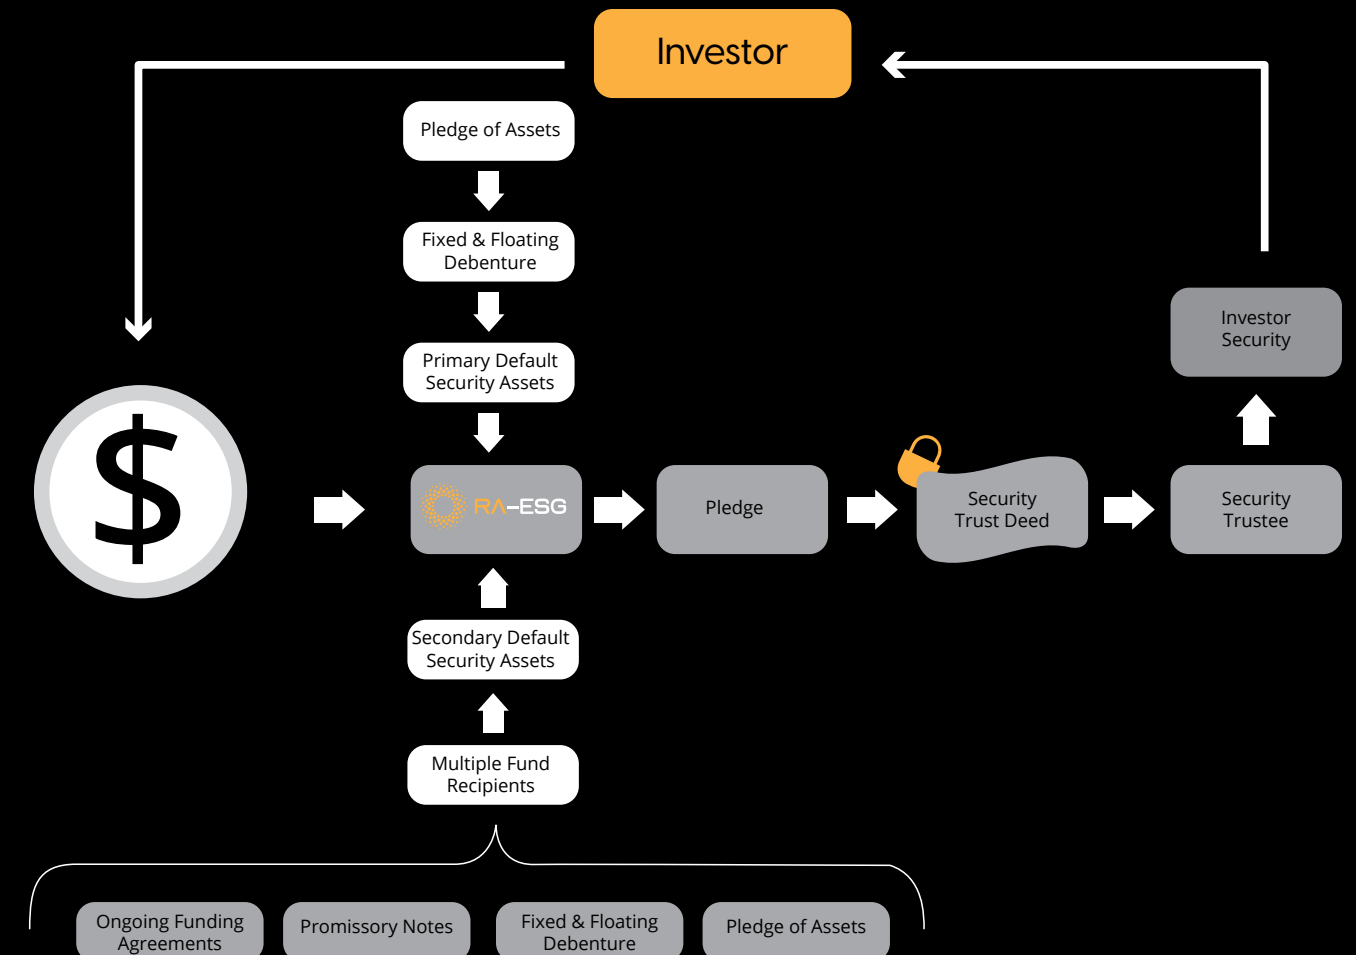 Investor
Pledge of Assets
Fixed & Floating
Debenture
Primary Default
Security Assets
$
RA-ESG
Pledge
Security
Trust Deed
Security
Trustee
Investor
Security
Secondary Default
Security Assets
Multiple Fund
Recipients
Ongoing Funding
Agreements
Promissory Notes
Fixed & Floating
Debenture
Pledge of Assets